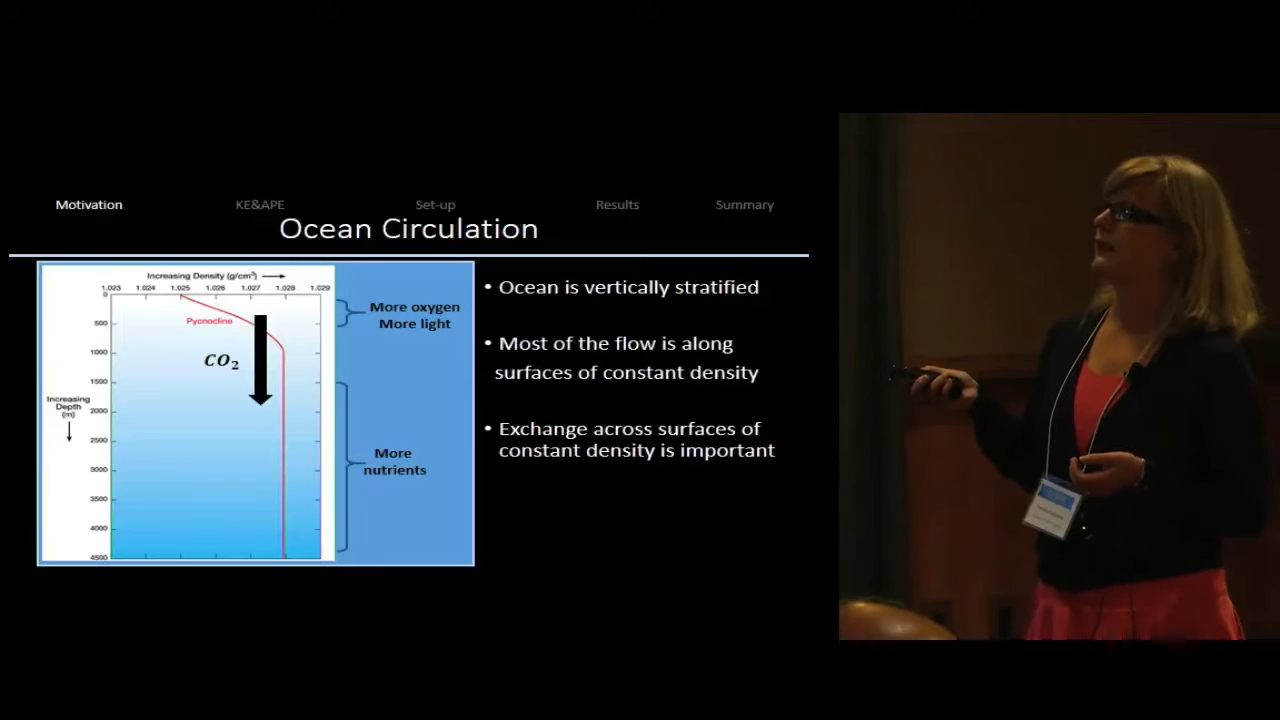 Motivation KE&APE Set-up Results Summary
Ocean Circulation
Increasing Density (g/cm³)
1.023 1.024 1.025 1.026 1.027 1.028 1.029
0
500
1000
1500
2000
2500
3000
3500
4000
4500
Increasing
Depth
(m)
Pycnocline
CO₂
More oxygen
More light
More
nutrients
• Ocean is vertically stratified
• Most of the flow is along
surfaces of constant density
• Exchange across surfaces of
constant density is important